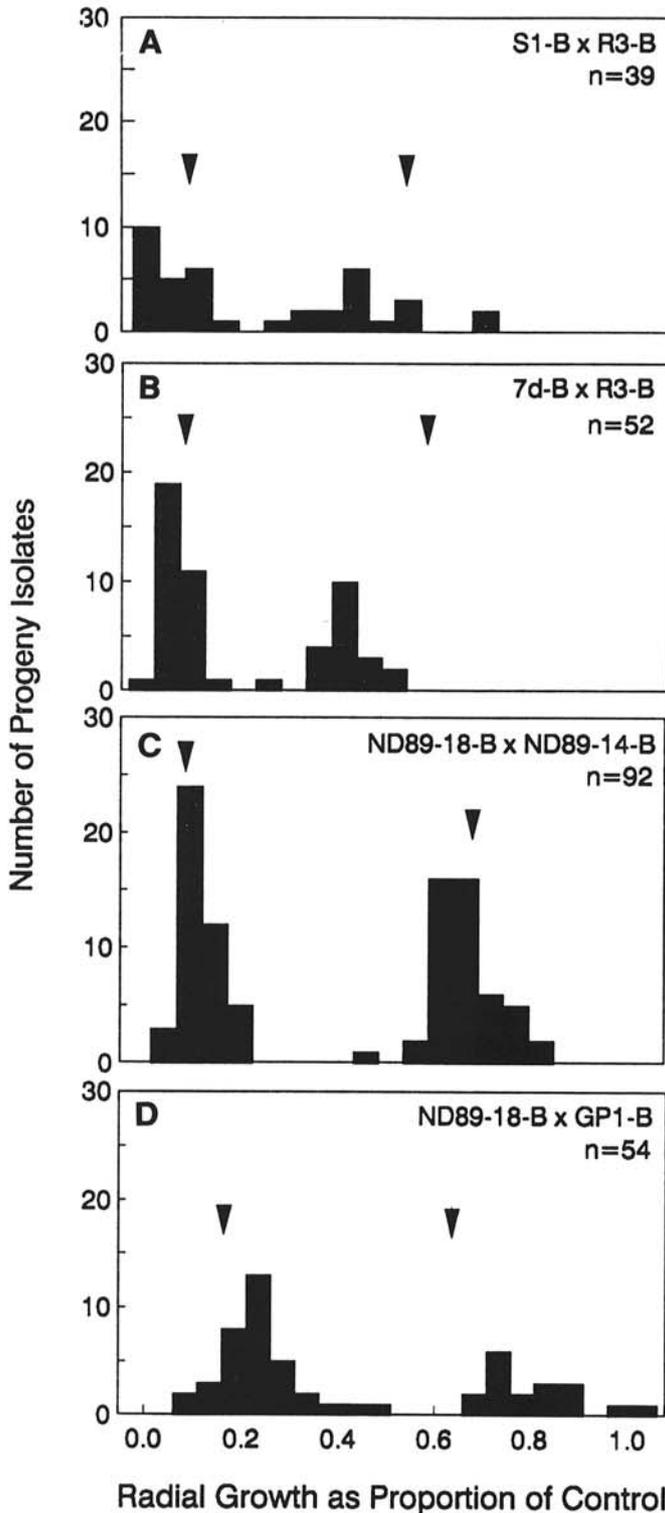 Number of Progeny Isolates
30
20
10
0
A
S1-B x R3-B
n=39
30
20
10
0
B
7d-B x R3-B
n=52
30
20
10
0
C
ND89-18-B x ND89-14-B
n=92
30
20
10
0
D
ND89-18-B x GP1-B
n=54
0.0 0.2 0.4 0.6 0.8 1.0
Radial Growth as Proportion of Control